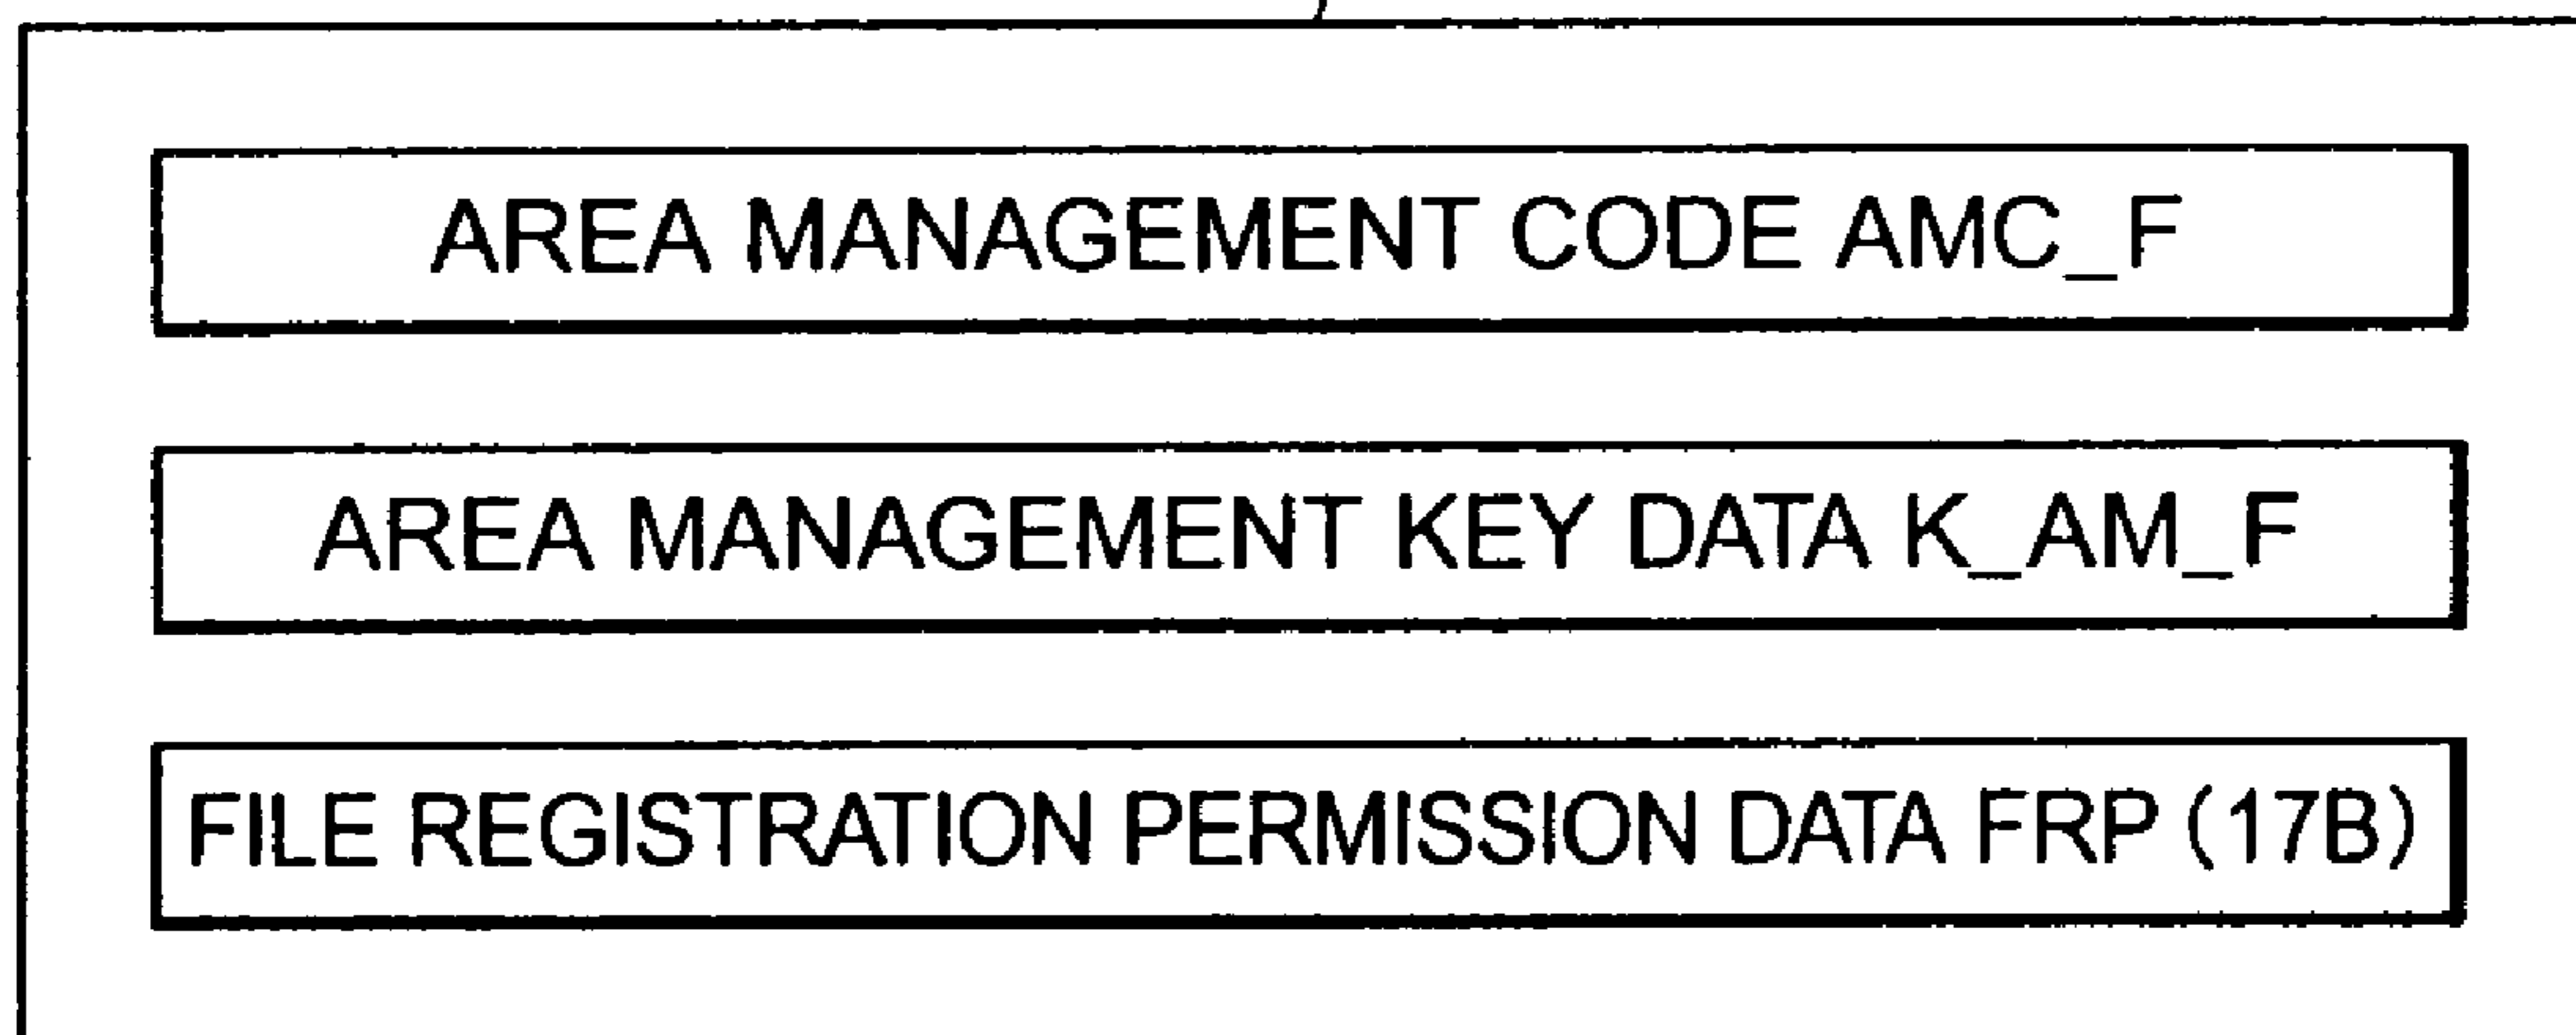 AREA MANAGEMENT CODE AMC_F
AREA MANAGEMENT KEY DATA K_AM_F
FILE REGISTRATION PERMISSION DATA FRP (17B)